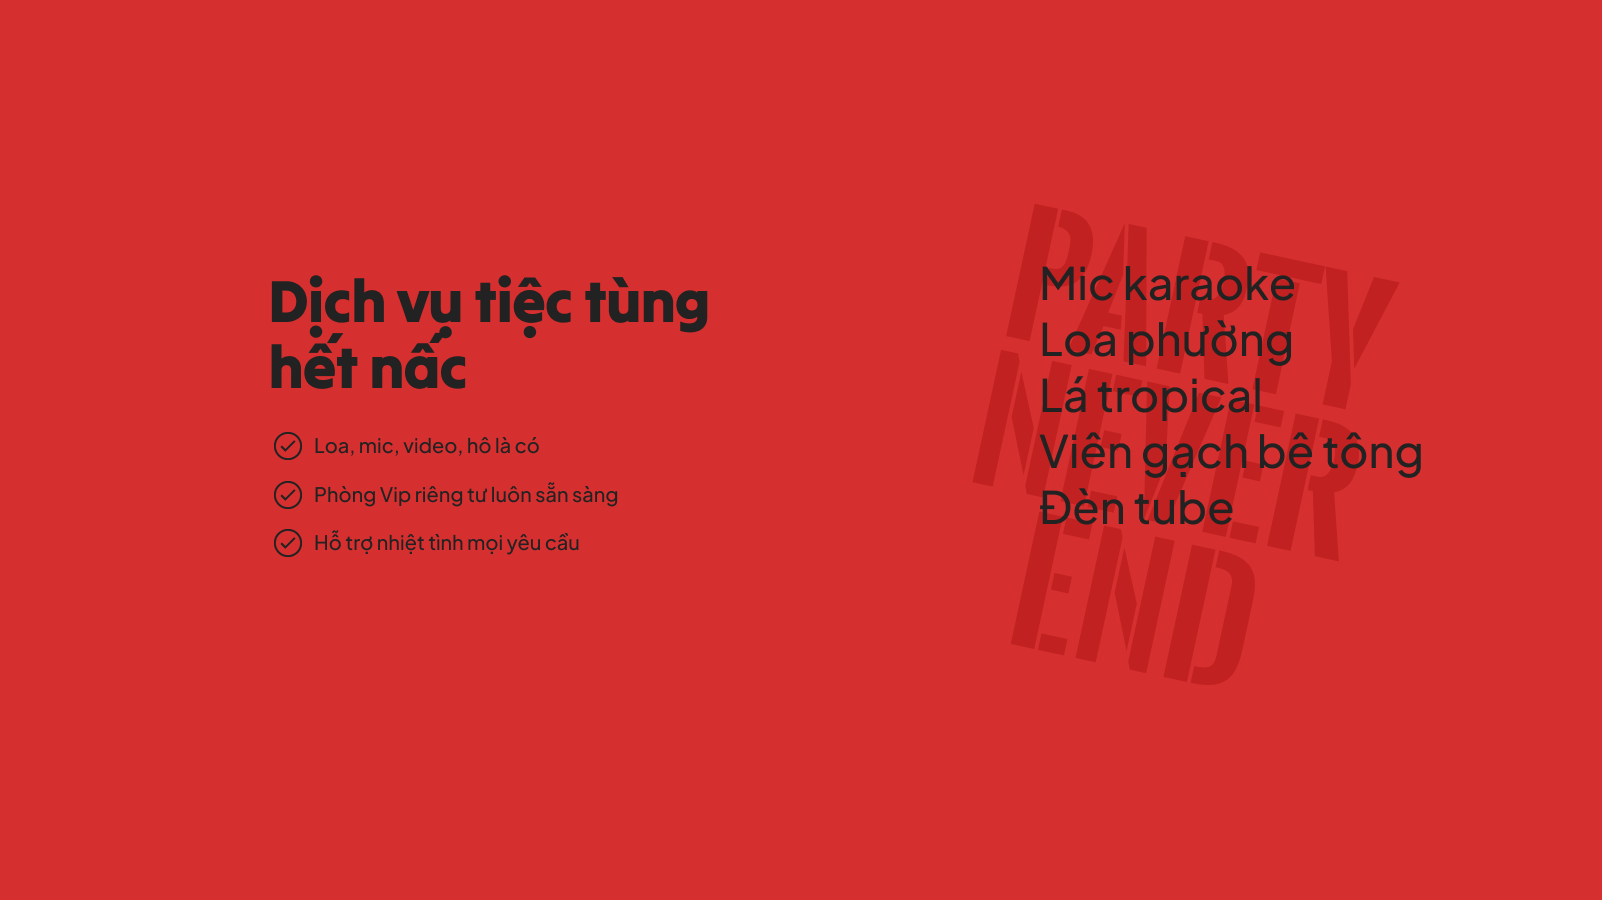 Dịch vụ tiệc tùng
hết nấc
Loa, mic, video, hô là có
Phòng Vip riêng tư luôn sẵn sàng
Hỗ trợ nhiệt tình mọi yêu cầu
PARTY
NEVER
END
Mic karaoke
Loa phường
Lá tropical
Viên gạch bê tông
Đèn tube